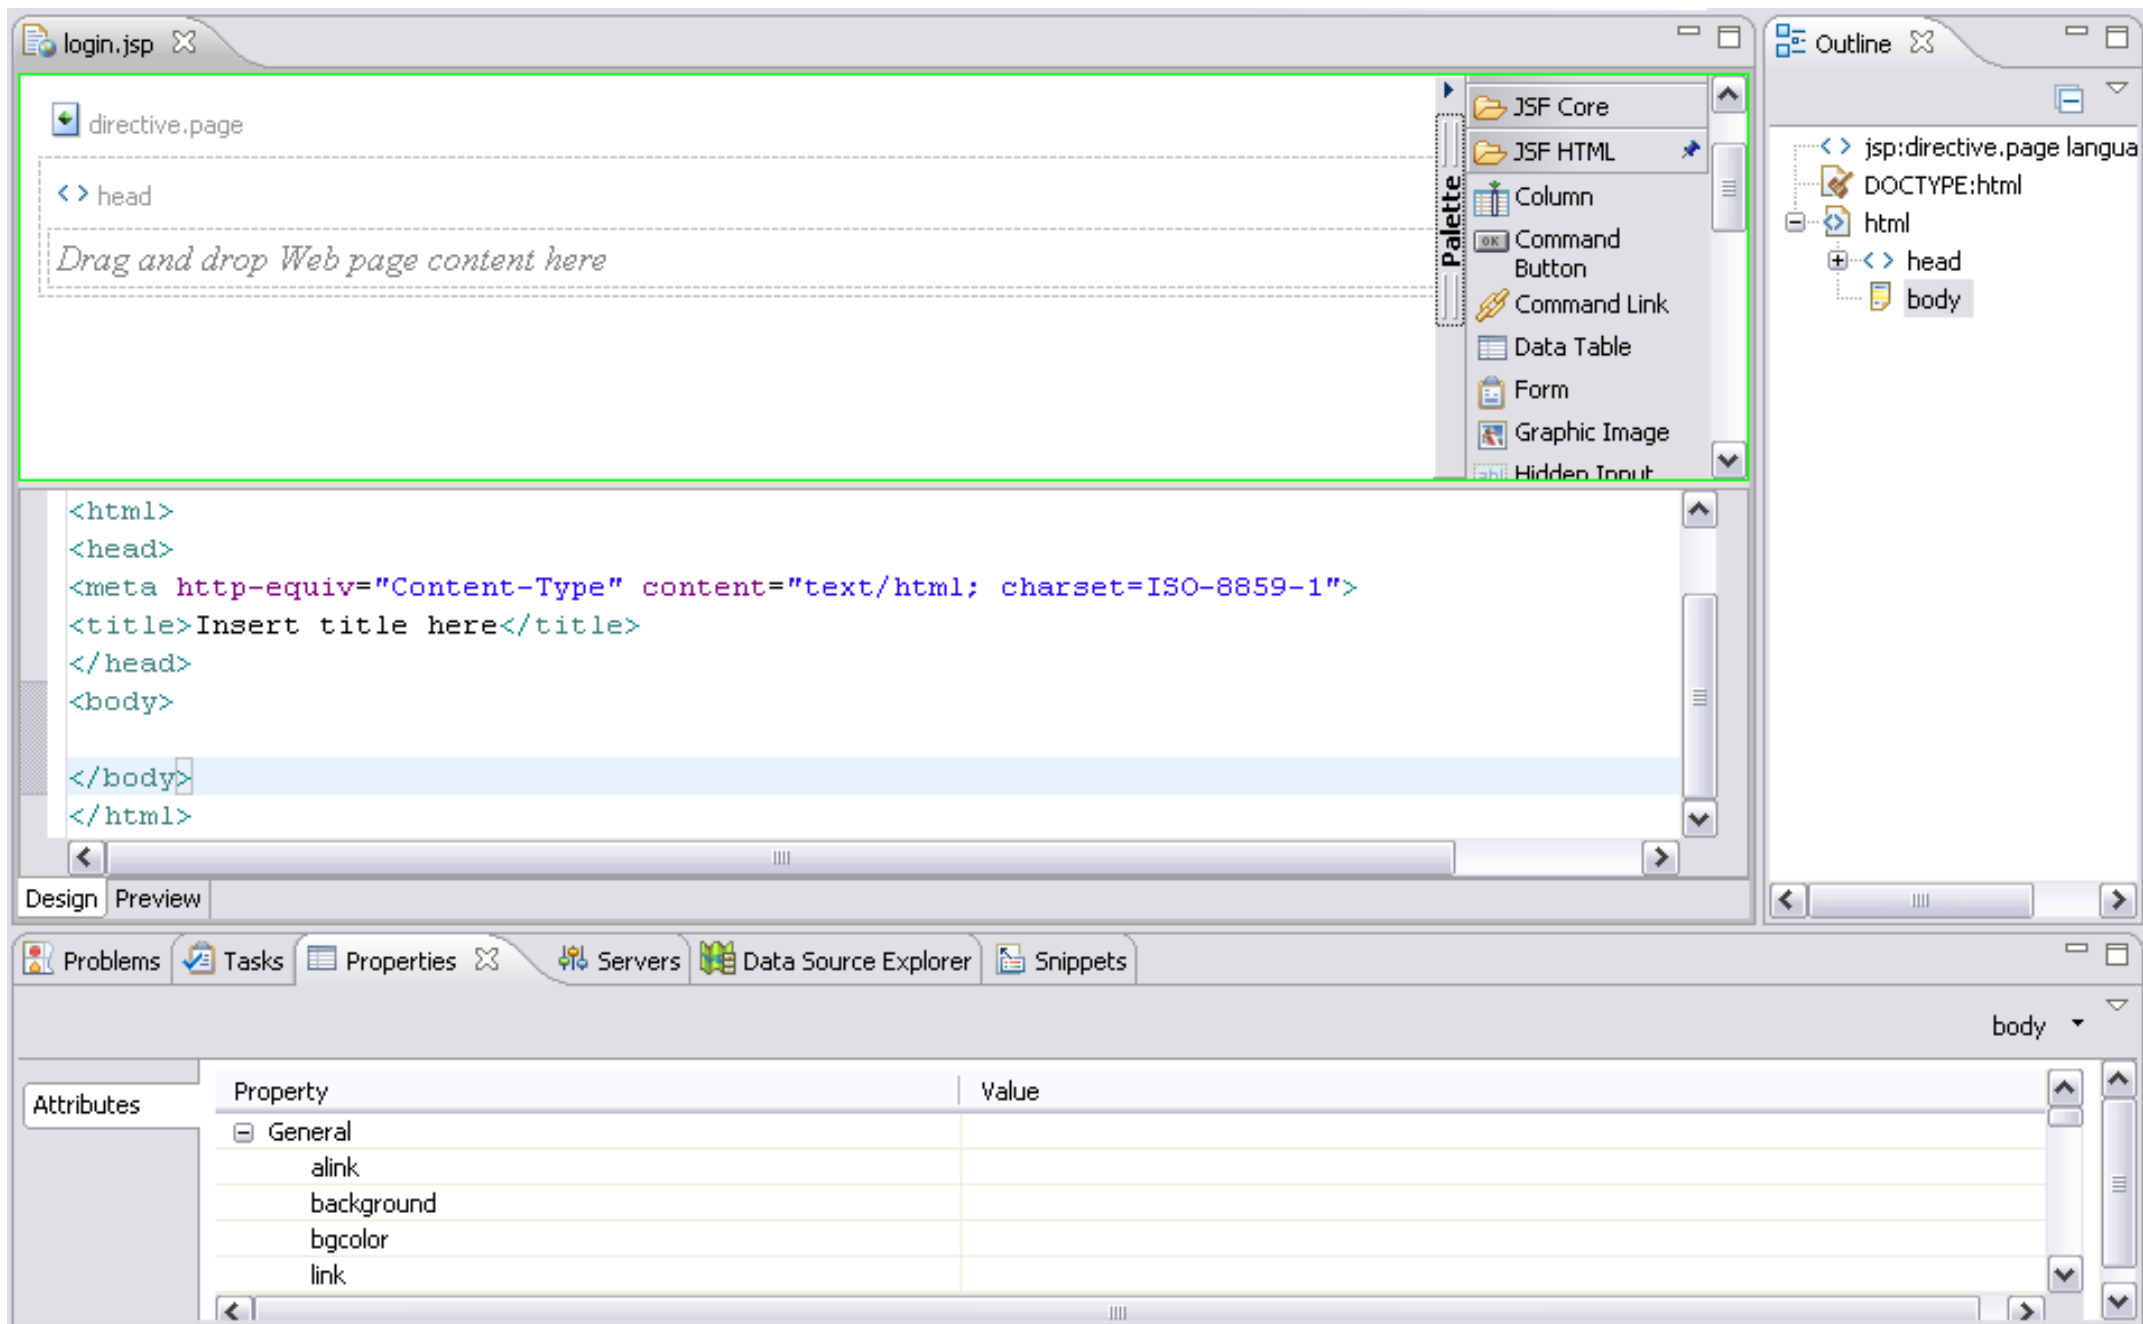 login.jsp
directive.page
head
Drag and drop Web page content here
Palette
JSF Core
JSF HTML
Column
OK Command
Button
Command Link
Data Table
Form
Graphic Image
Hidden Input
<html>
<head>
<meta http-equiv="Content-Type" content="text/html; charset=ISO-8859-1">
<title>Insert title here</title>
</head>
<body>
</body>
</html>
Design Preview
Outline
jsp:directive.page langua
DOCTYPE:html
html
head
body
Problems Tasks Properties Servers Data Source Explorer Snippets
body
Attributes
Property Value
General
alink
background
bgcolor
link